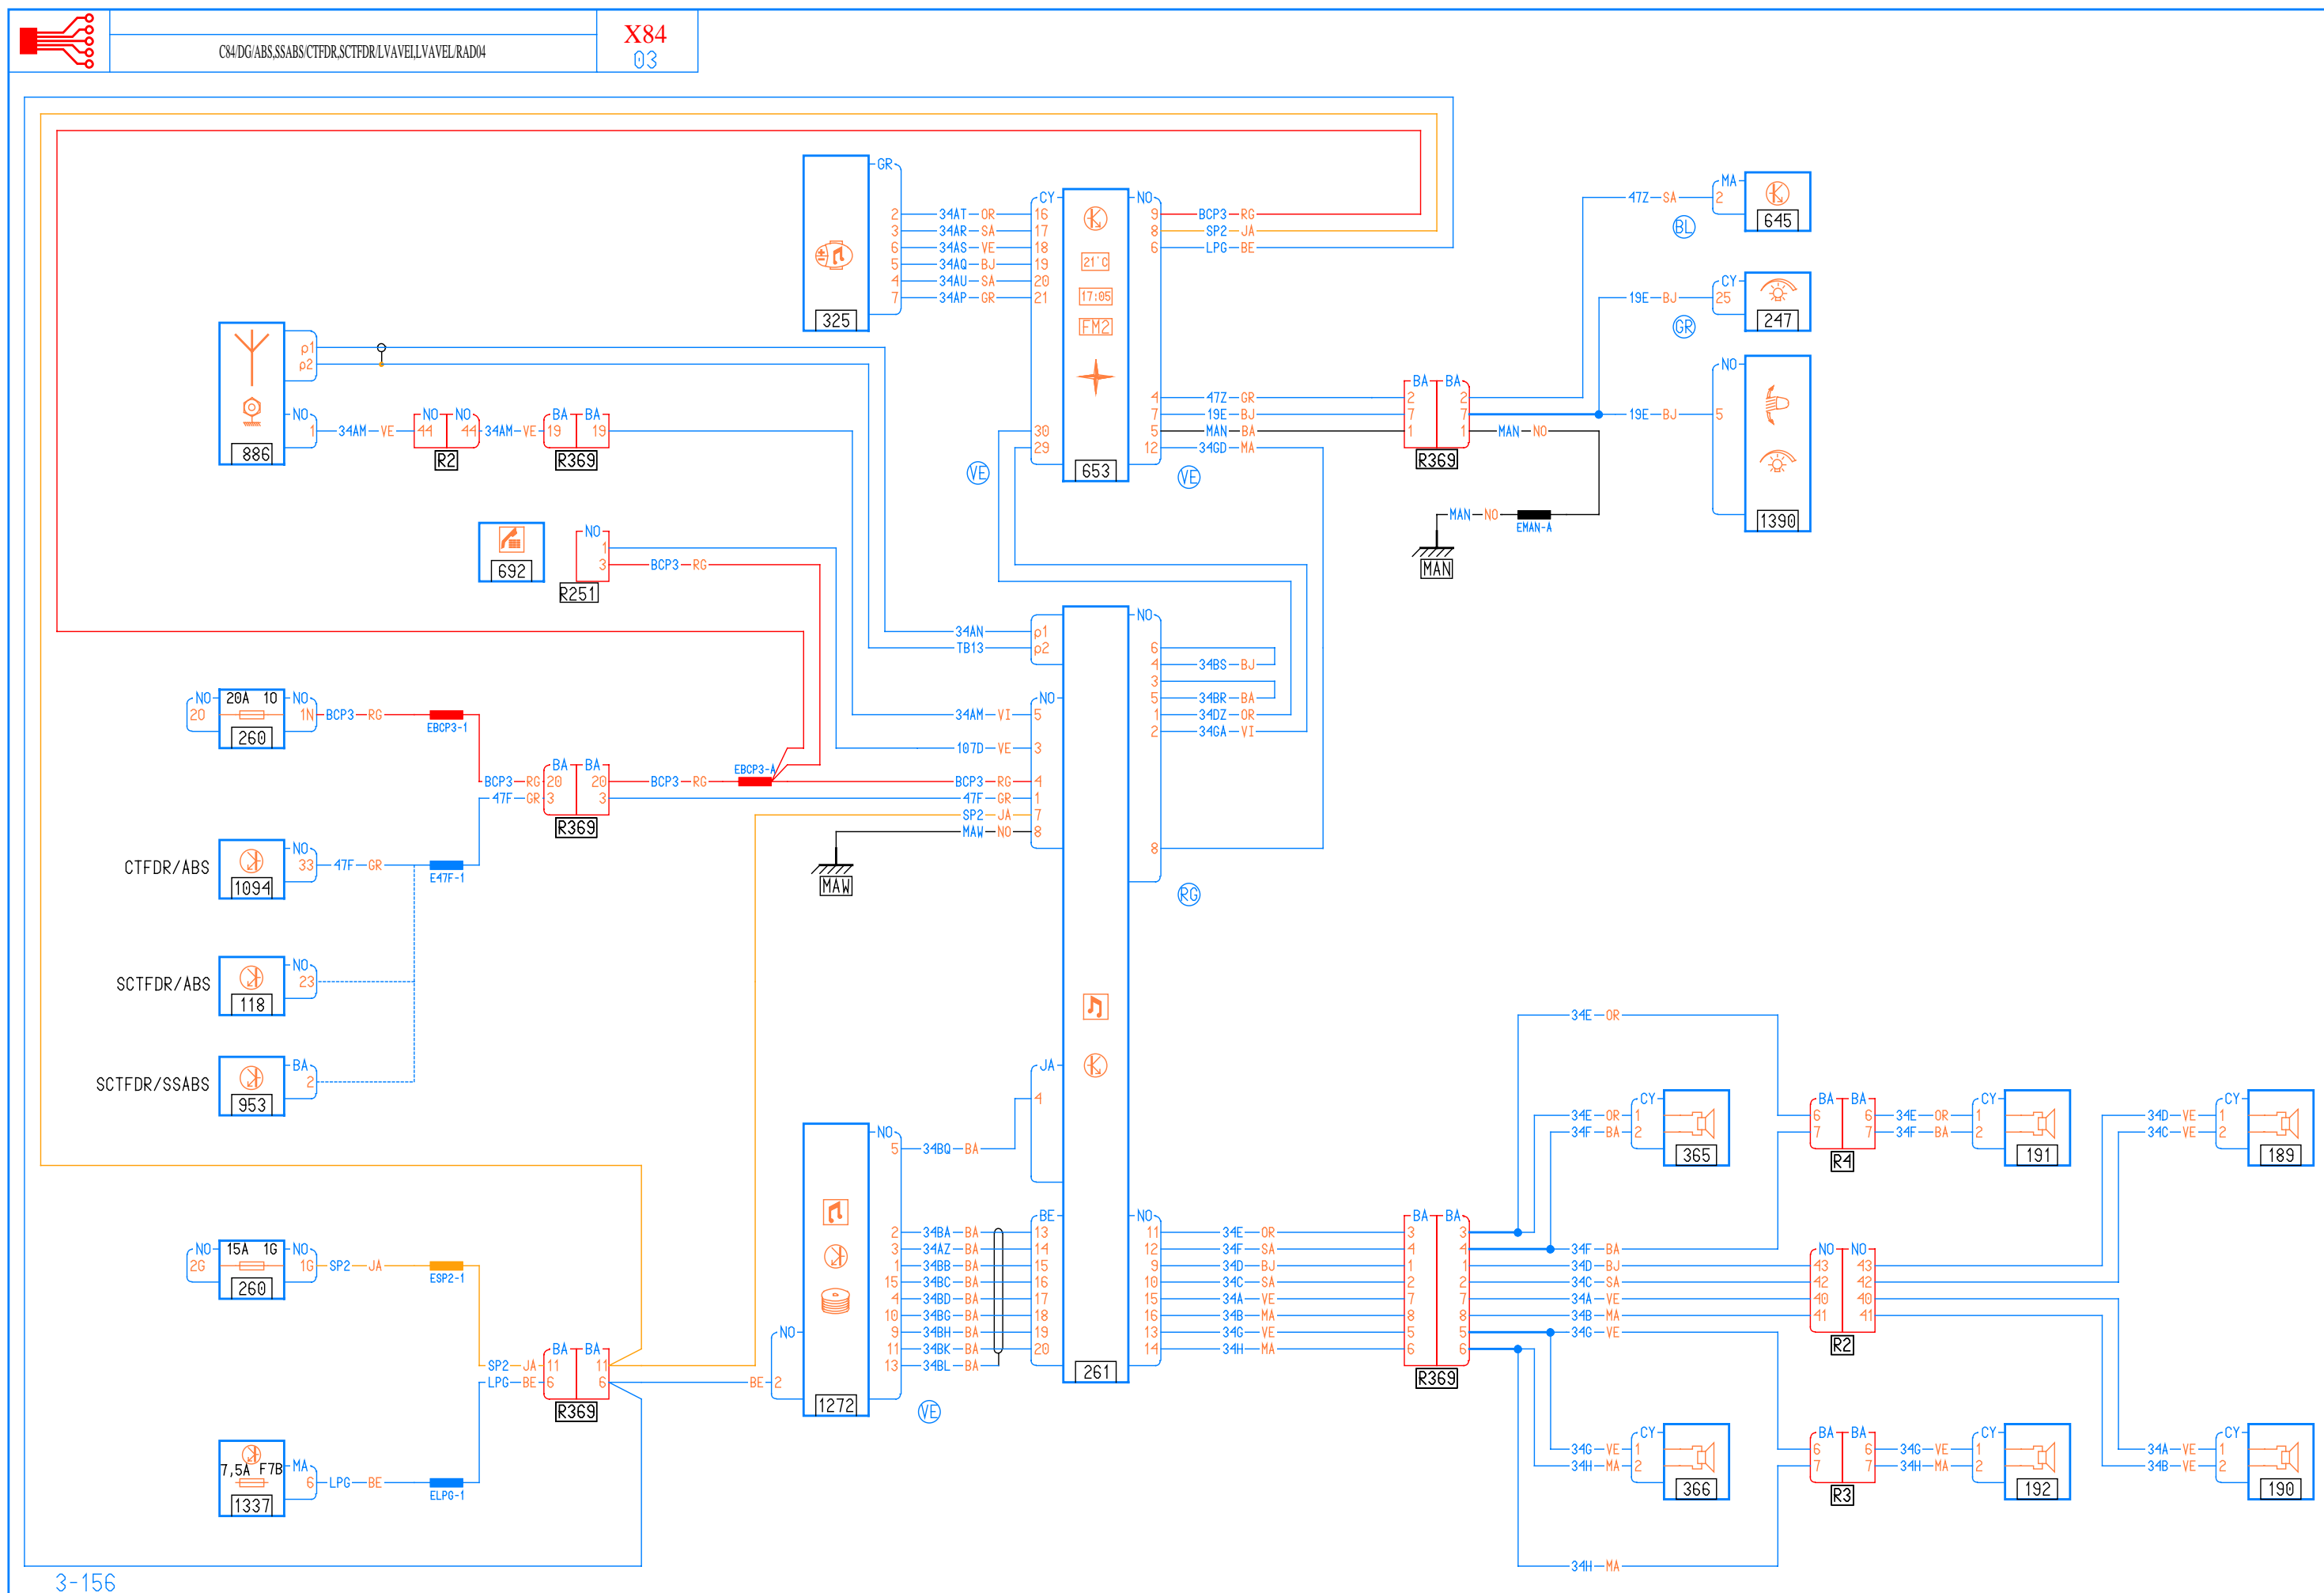 C84/DG/ABS,SSABS/CTFDR,SCTFDR/LVAVEL,LVAVEL/RAD04
X84
03
GR
2 34AT OR 16
3 34AR SA 17
6 34AS VE 18
5 34AQ BJ 19
4 34AU SA 20
7 34AP GR 21
325
CY
NO
21°C
17:05
FM2
9 BCP3 RG
8 SP2 JA
6 LPG BE
4 47Z GR
7 19E BJ
5 MAN BA
12 34GD MA
30
29
653
VE
VE
BA BA
2 2
7 7
1 1
R369
MAN NO
MAN NO
EMAN-A
MAN
47Z SA
MA
2
645
BL
19E BJ
CY
25
247
GR
19E BJ
NO
5
1390
p1
p2
NO
1
886
34AM VE
NO NO
44 44
R2
34AM VE
BA BA
19 19
R369
692
NO
1
3
R251
BCP3 RG
NO
20
20A 10
260
NO
1N
BCP3 RG
EBCP3-1
BCP3 RG
47F GR
BA BA
20 20
3 3
R369
BCP3 RG
EBCP3-A
CTFDR/ABS
1094
NO
33
47F GR
E47F-1
SCTFDR/ABS
118
NO
23
SCTFDR/SSABS
953
BA
2
34AN p1
TB13 p2
NO
34AM VI 5
107D VE 3
BCP3 RG 4
47F GR 1
SP2 JA 7
MAW NO 8
MAW
NO
6
4 34BS BJ
3
5 34BR BA
1 34DZ OR
2 34GA VI
8
RG
JA
4
BE
NO
261
NO
5 34BQ BA
2 34BA BA 13
3 34AZ BA 14
1 34BB BA 15
15 34BC BA 16
4 34BD BA 17
10 34BG BA 18
9 34BH BA 19
11 34BK BA 20
13 34BL BA
NO
BE 2
1272
VE
NO
2G
15A 1G
260
NO
1G
SP2 JA
ESP2-1
SP2 JA
LPG BE
BA BA
11 11
6 6
R369
7,5A F7B
1337
MA
6
LPG BE
ELPG-1
11 34E OR 3
12 34F SA 4
9 34D BJ 1
10 34C SA 2
15 34A VE 7
16 34B MA 8
13 34G VE 5
14 34H MA 6
BA BA
3
4
1
2
7
8
5
6
R369
34E OR
34F BA
34D BJ
34C SA
34A VE
34B MA
34G VE
34H MA
34E OR 1
34F BA 2
CY
365
BA BA
6 6
7 7
R4
34E OR 1
34F BA 2
CY
191
34D VE 1
34C VE 2
CY
189
NO NO
43 43
42 42
40 40
41 41
R2
34G VE 1
34H MA 2
CY
366
BA BA
6 6
7 7
R3
34G VE 1
34H MA 2
CY
192
34A VE 1
34B VE 2
CY
190
3-156